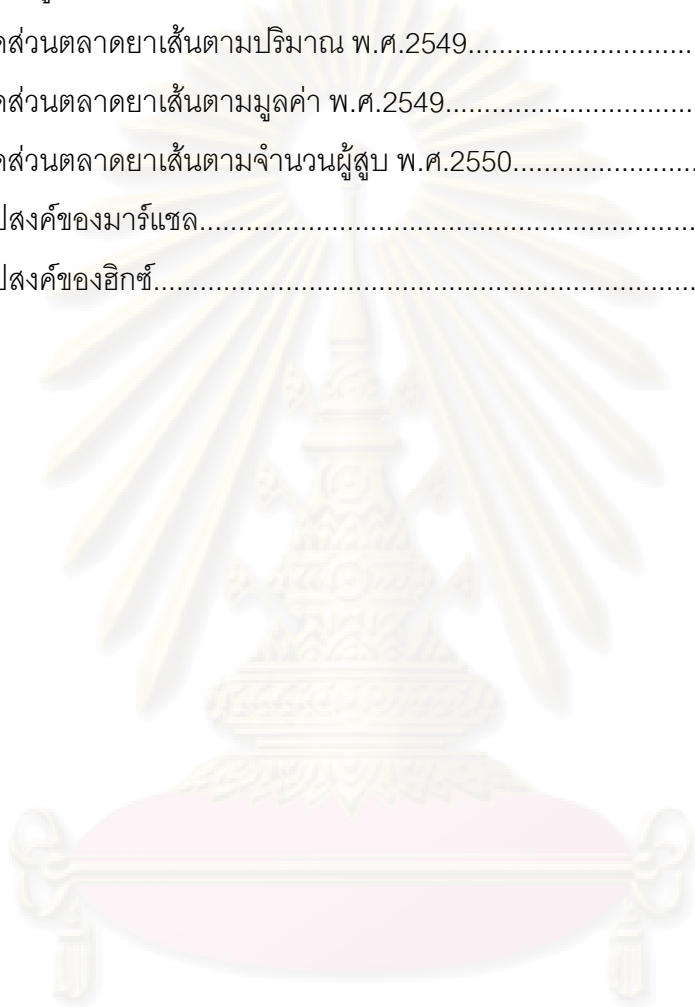 ดส่วนตลาดยาเส้นตามปริมาณ พ.ศ.2549............................
ดส่วนตลาดยาเส้นตามมูลค่า พ.ศ.2549................................
ดส่วนตลาดยาเส้นตามจำนวนผู้สูบ พ.ศ.2550.......................
ปสงค์ของมาร์แชล................................................................
ปสงค์ของฮิกซ์......................................................................